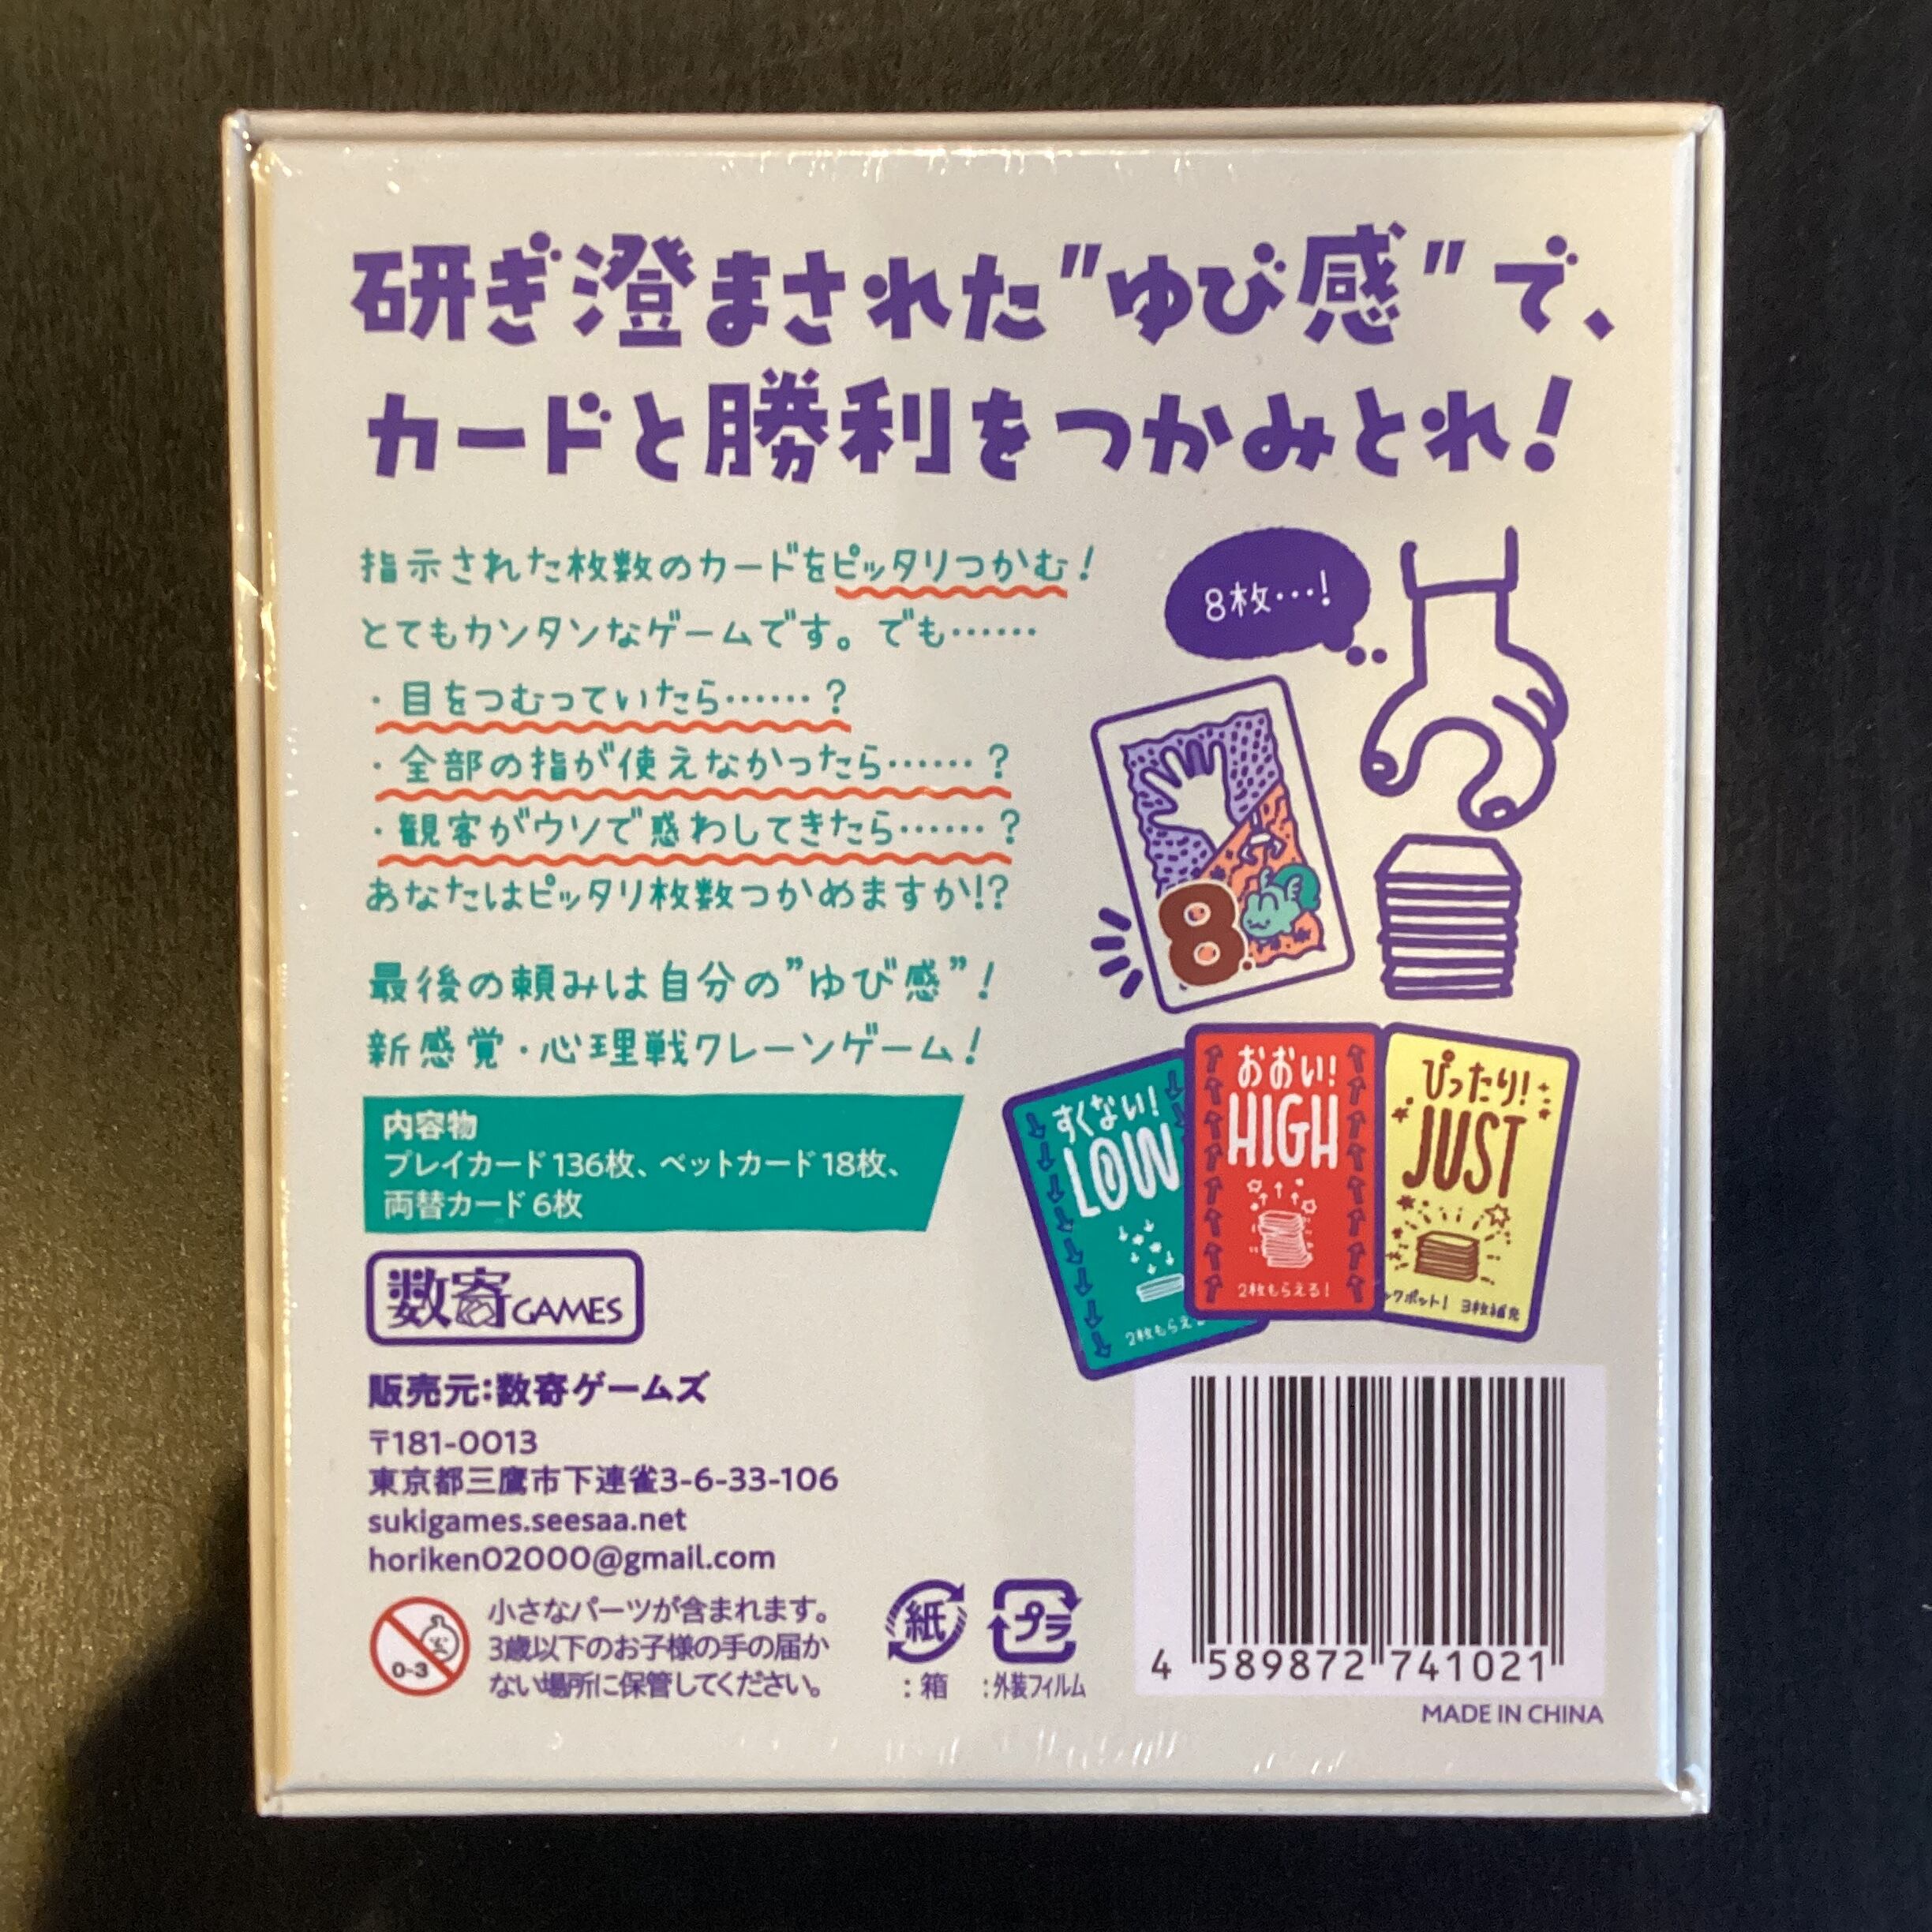 研ぎ澄まされた"ゆび感"で、
カードと勝利をつかみとれ!
指示された枚数のカードをピッタリつかむ!
とてもカンタンなゲームです。でも……
・目をつむっていたら……?
・全部の指が使えなかったら……?
・観客がウソで惑わしてきたら……?
あなたはピッタリ枚数つかめますか!?
最後の頼みは自分の”ゆび感”!
新感覚・心理戦クレーンゲーム!
8枚…!
8
すくない!
LOW
2枚もらえ
おおい!
HIGH
2枚もらえる!
ぴったり!
JUST
ックポット! 3枚補充
内容物
プレイカード136枚、ベットカード18枚、
両替カード6枚
数寄GAMES
販売元:数寄ゲームズ
〒181-0013
東京都三鷹市下連雀3-6-33-106
sukigames.seesaa.net
horiken02000@gmail.com
0-3
小さなパーツが含まれます。
3歳以下のお子様の手の届か
ない場所に保管してください。
紙
:箱
プラ
:外装フィルム
4 589872 741021
MADE IN CHINA